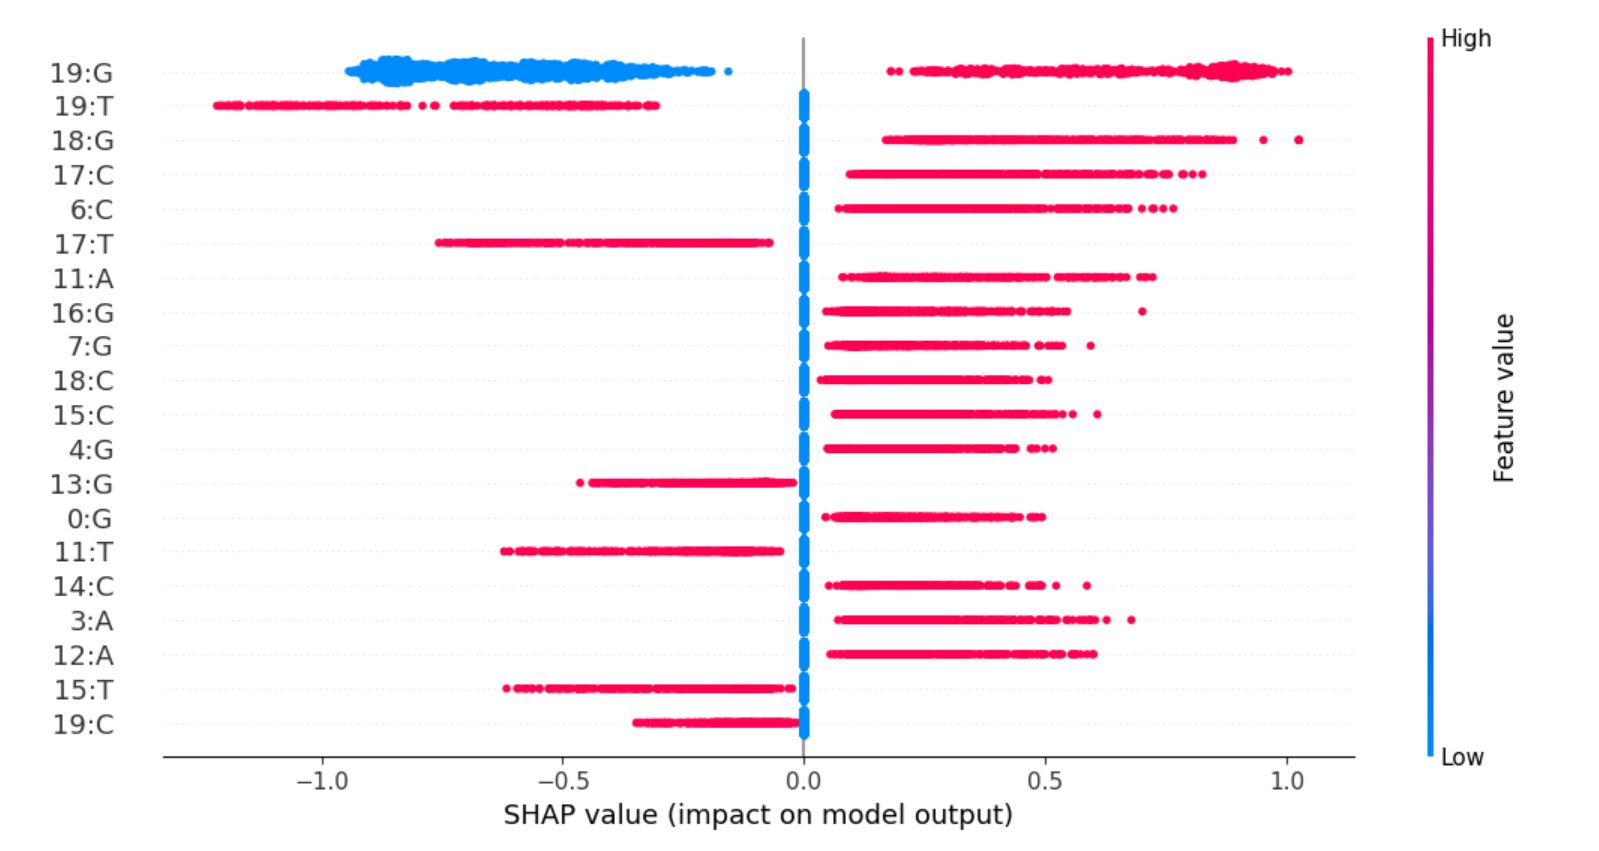 High
19:G
19:T
18:G
17:C
6:C
17:T
11:A
16:G
7:G
18:C
15:C
4:G
13:G
0:G
11:T
14:C
3:A
12:A
15:T
19:C
Feature value
Low
−1.0 −0.5 0.0 0.5 1.0
SHAP value (impact on model output)